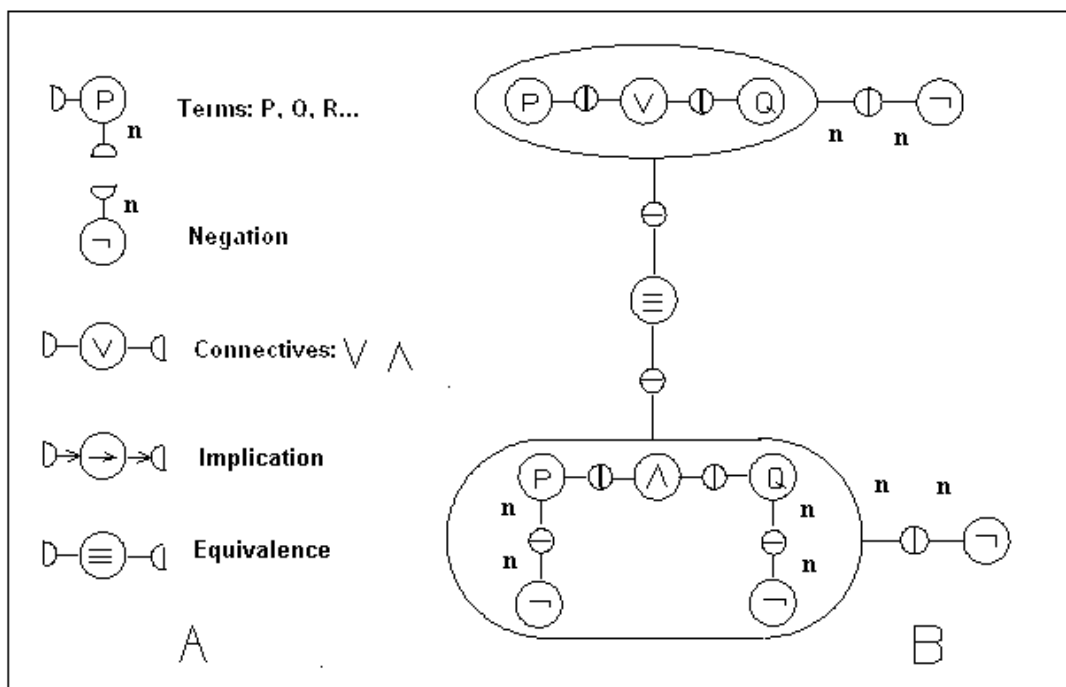 P
n
Terms: P, Q, R...
n
¬
Negation
V
Connectives: V Λ
→
Implication
≡
Equivalence
A
P V Q
n n
¬
≡
P Λ Q
n n
n n
¬ ¬
n n
¬
B